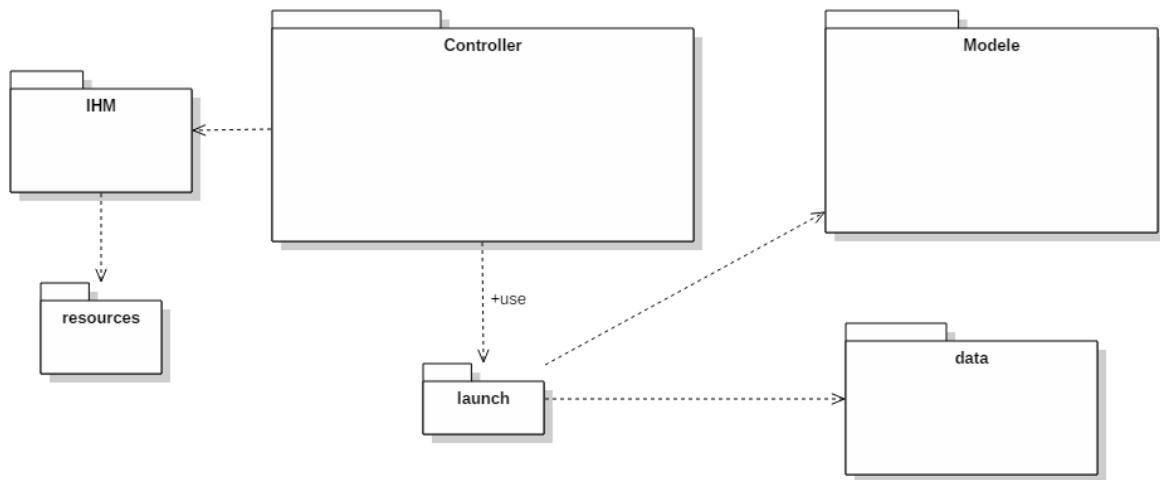 Controller
Modele
IHM
+use
resources
data
launch